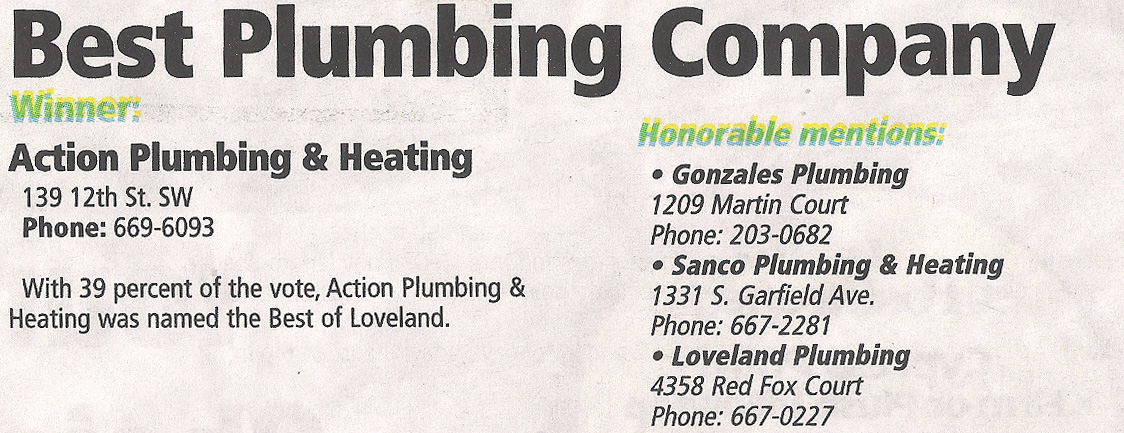 Best Plumbing Company
Winner:
Action Plumbing & Heating
139 12th St. SW
Phone: 669-6093
With 39 percent of the vote, Action Plumbing &
Heating was named the Best of Loveland.
Honorable mentions:
• Gonzales Plumbing
1209 Martin Court
Phone: 203-0682
• Sanco Plumbing & Heating
1331 S. Garfield Ave.
Phone: 667-2281
• Loveland Plumbing
4358 Red Fox Court
Phone: 667-0227